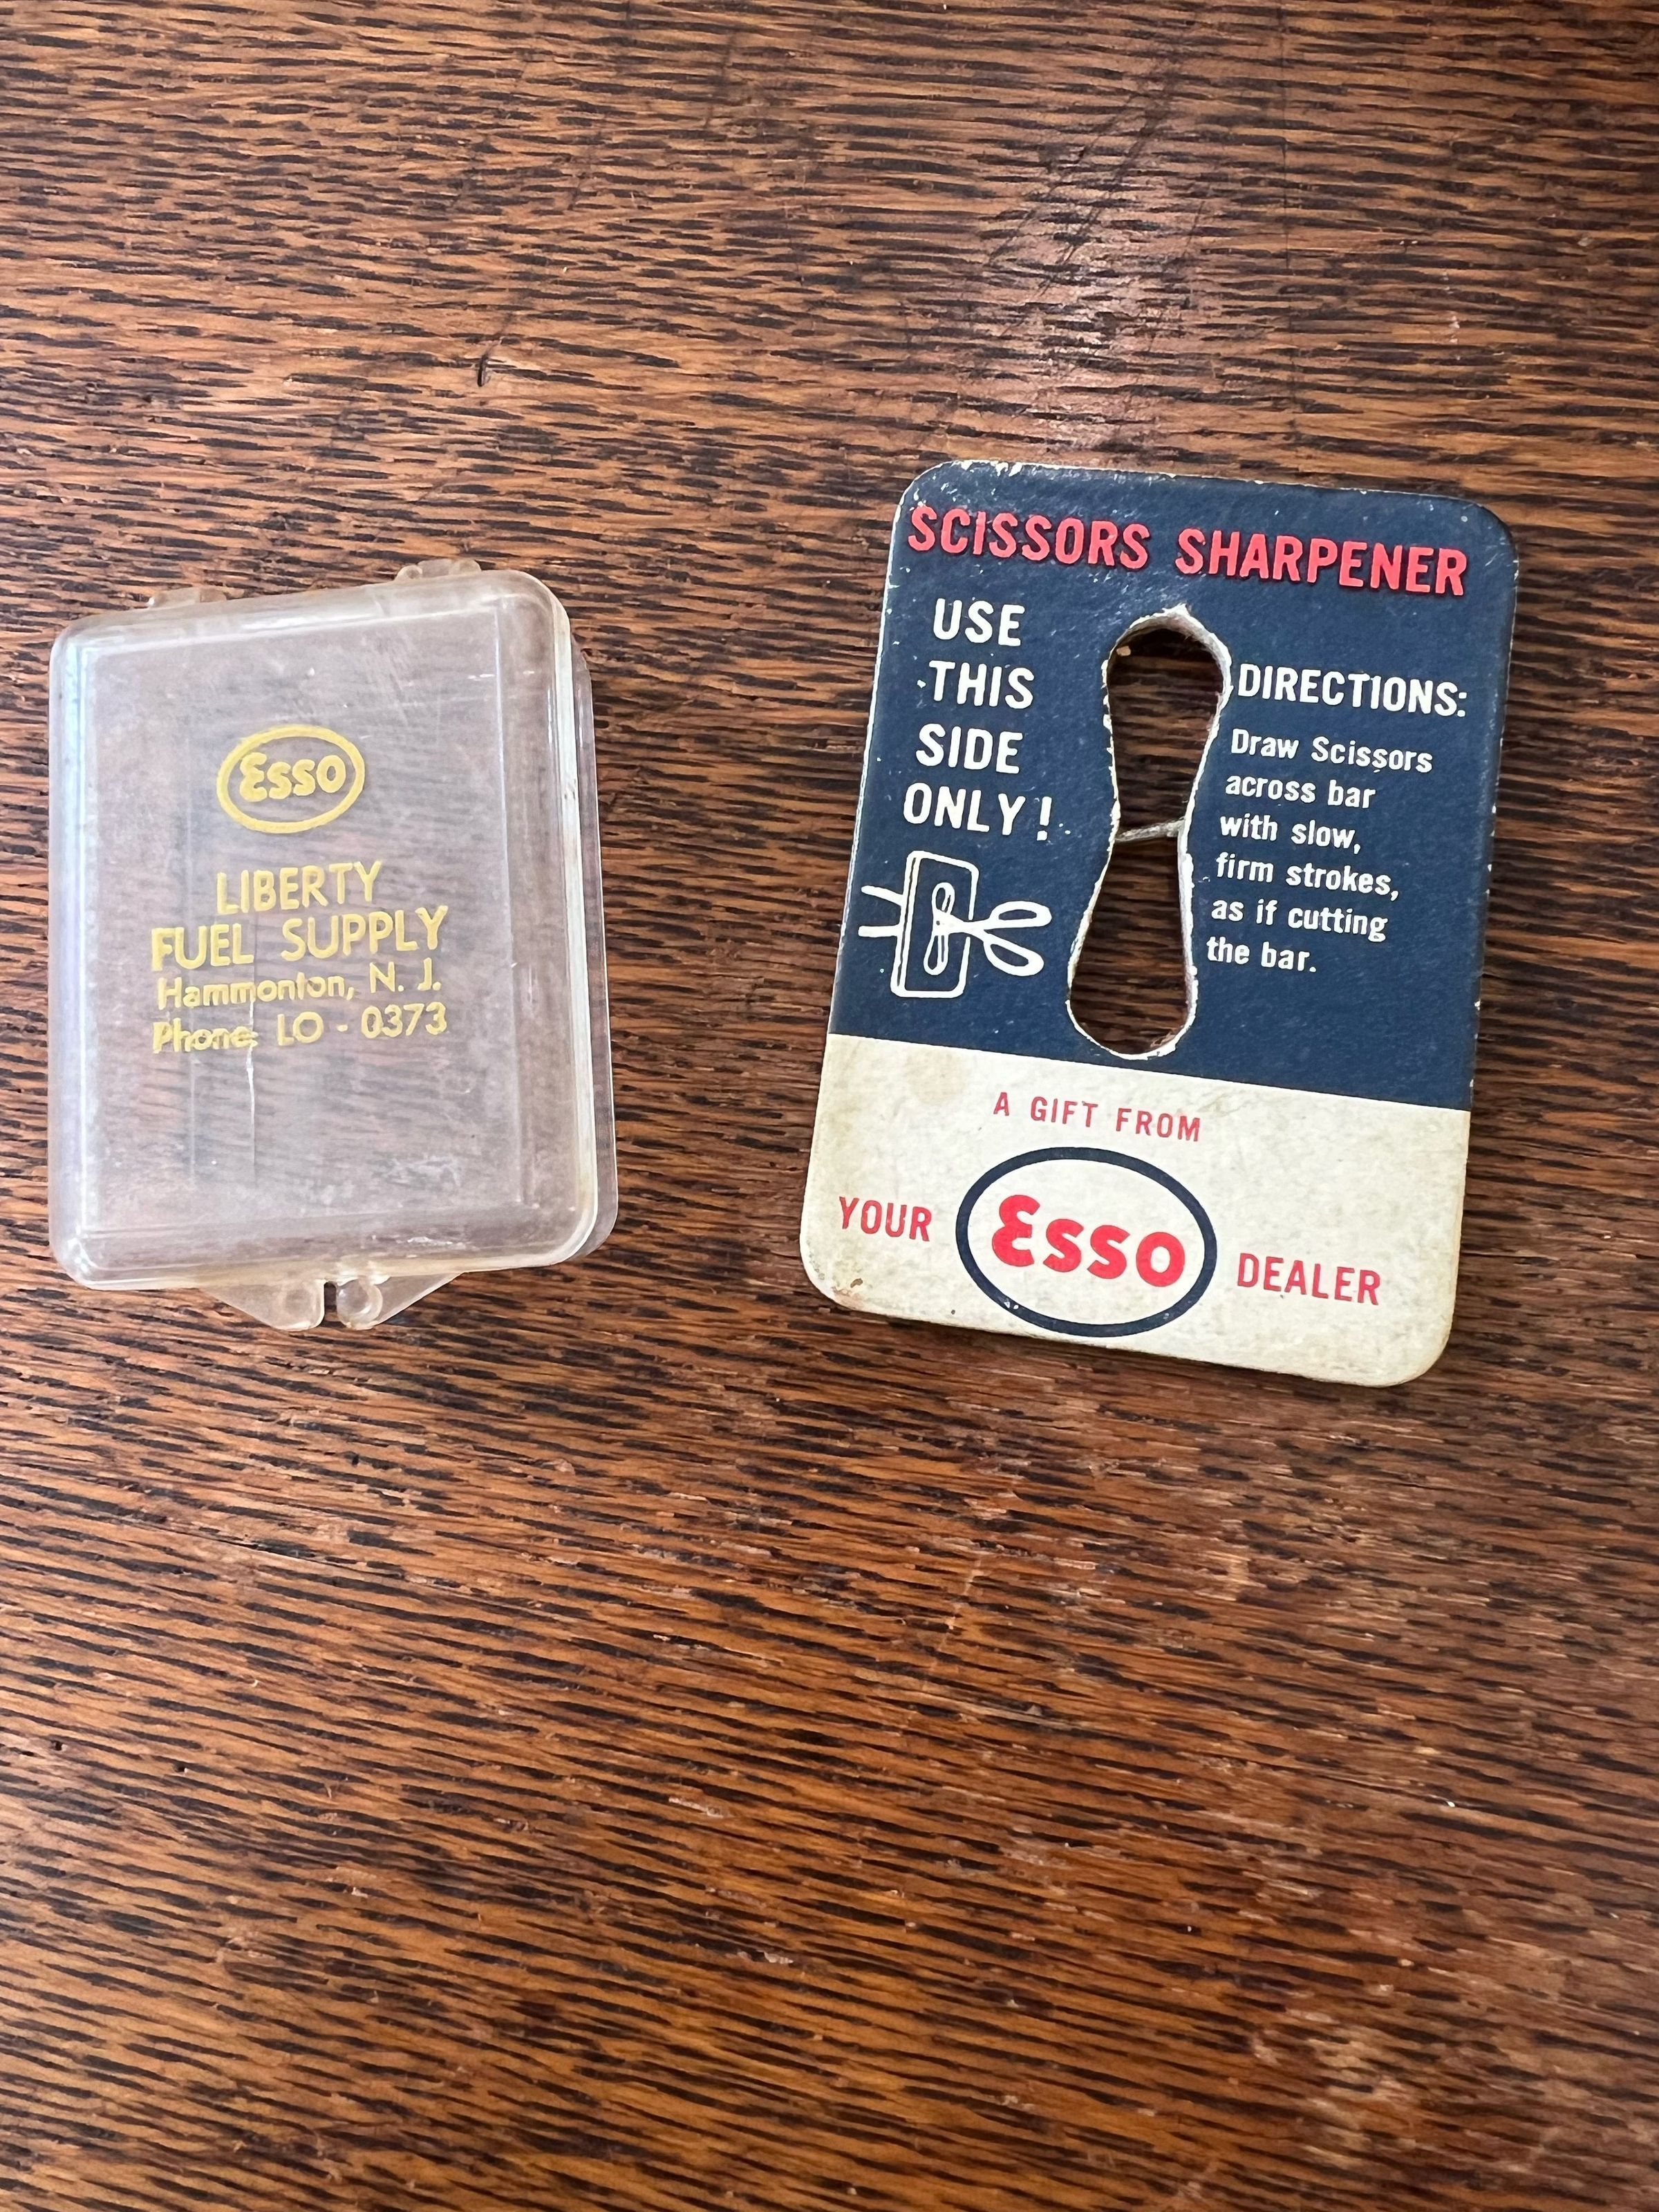 Esso
LIBERTY
FUEL SUPPLY
Hammonton, N. J.
Phone: LO - 0373
SCISSORS SHARPENER
USE
THIS
SIDE
ONLY!
DIRECTIONS:
Draw Scissors
across bar
with slow,
firm strokes,
as if cutting
the bar.
A GIFT FROM
YOUR Esso DEALER